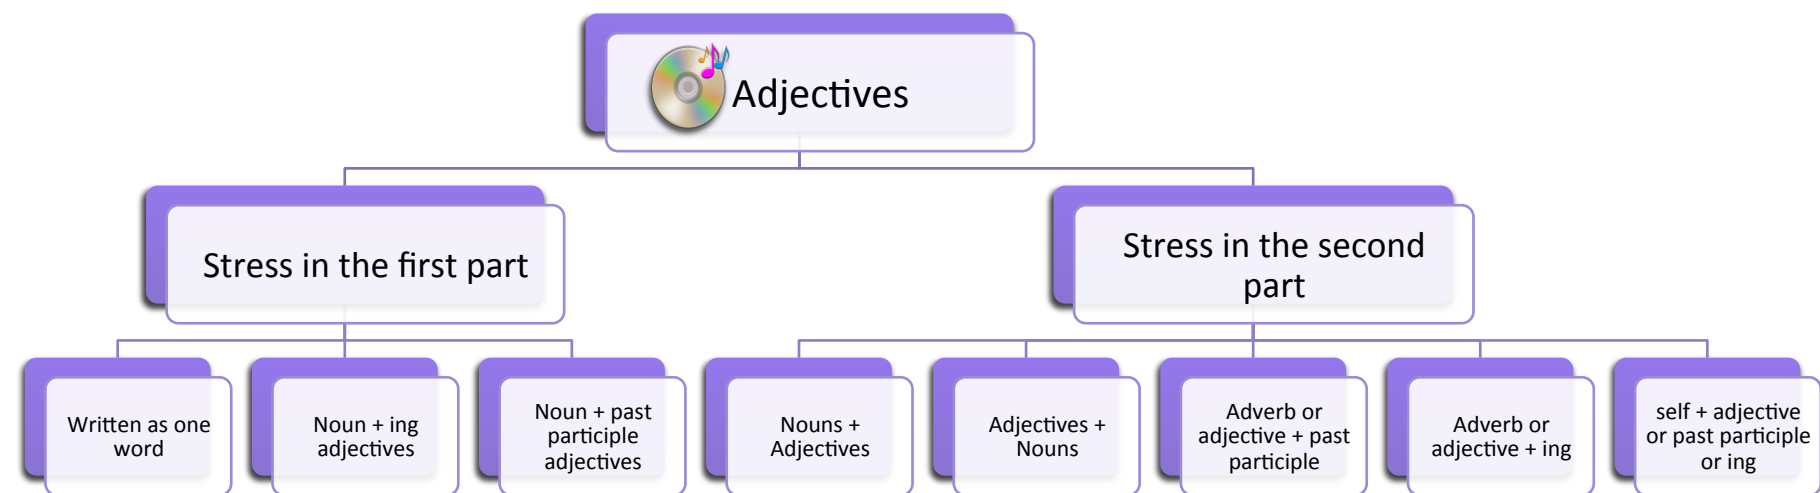 Adjectives
Stress in the first part
Stress in the second
part
Written as one
word
Noun + ing
adjectives
Noun + past
participle
adjectives
Nouns +
Adjectives
Adjectives +
Nouns
Adverb or
adjective + past
participle
Adverb or
adjective + ing
self + adjective
or past participle
or ing